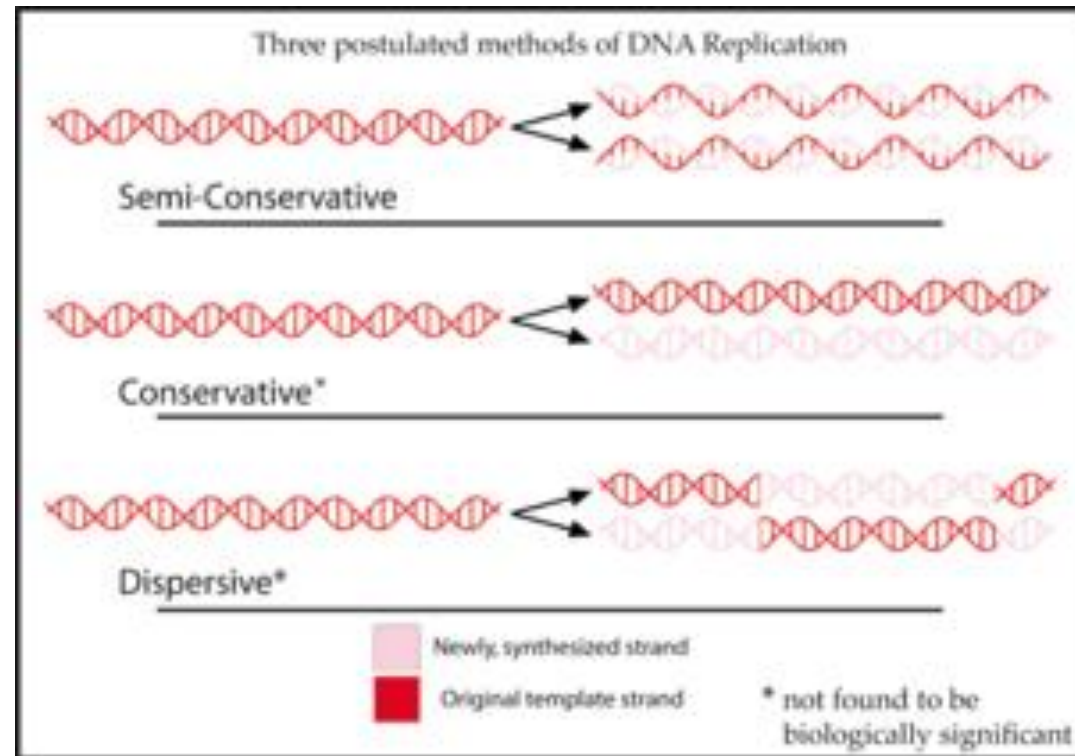 Three postulated methods of DNA Replication
Semi-Conservative
Conservative*
Dispersive*
Newly, synthesized strand
Original template strand
* not found to be
biologically significant